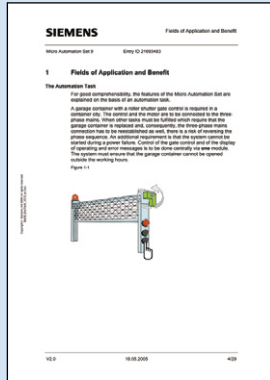 SIEMENS
Fields of Application and Benefit
Micro Automation Set 9 Entry ID 21693493
1 Fields of Application and Benefit
The Automation Task
For good comprehensibility, the features of the Micro Automation Set are
explained on the basis of an automation task.
A garage container with a roller shutter gate control is required in a
container city. The control and the motor are to be connected to the three-
phase mains. When other tasks must be fulfilled which require that the
garage container is replaced and, consequently, the three-phase mains
connection has to be reestablished as well, there is a risk of reversing the
phase sequence. An additional requirement is that the system cannot be
started during a power failure. Control of the gate control and of the display
of operating and error messages is to be done centrally via one module.
The system must ensure that the garage container cannot be opened
outside the working hours.
Figure 1-1
V2.0 18.05.2005 4/29